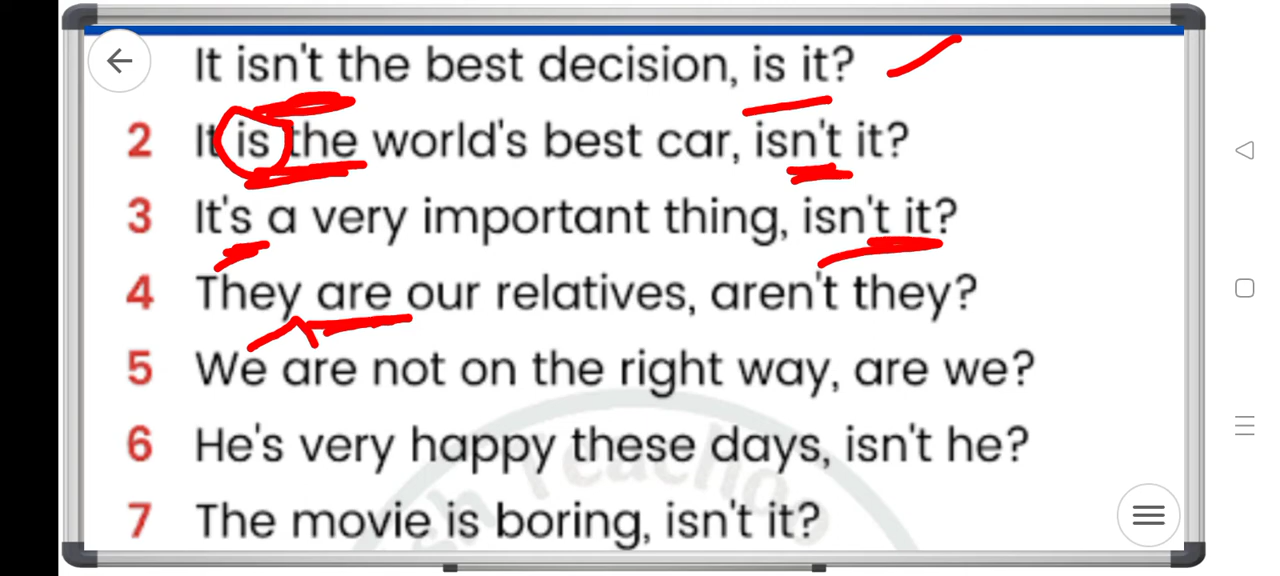 It isn't the best decision, is it?
2 It is the world's best car, isn't it?
3 It's a very important thing, isn't it?
4 They are our relatives, aren't they?
5 We are not on the right way, are we?
6 He's very happy these days, isn't he?
7 The movie is boring, isn't it?